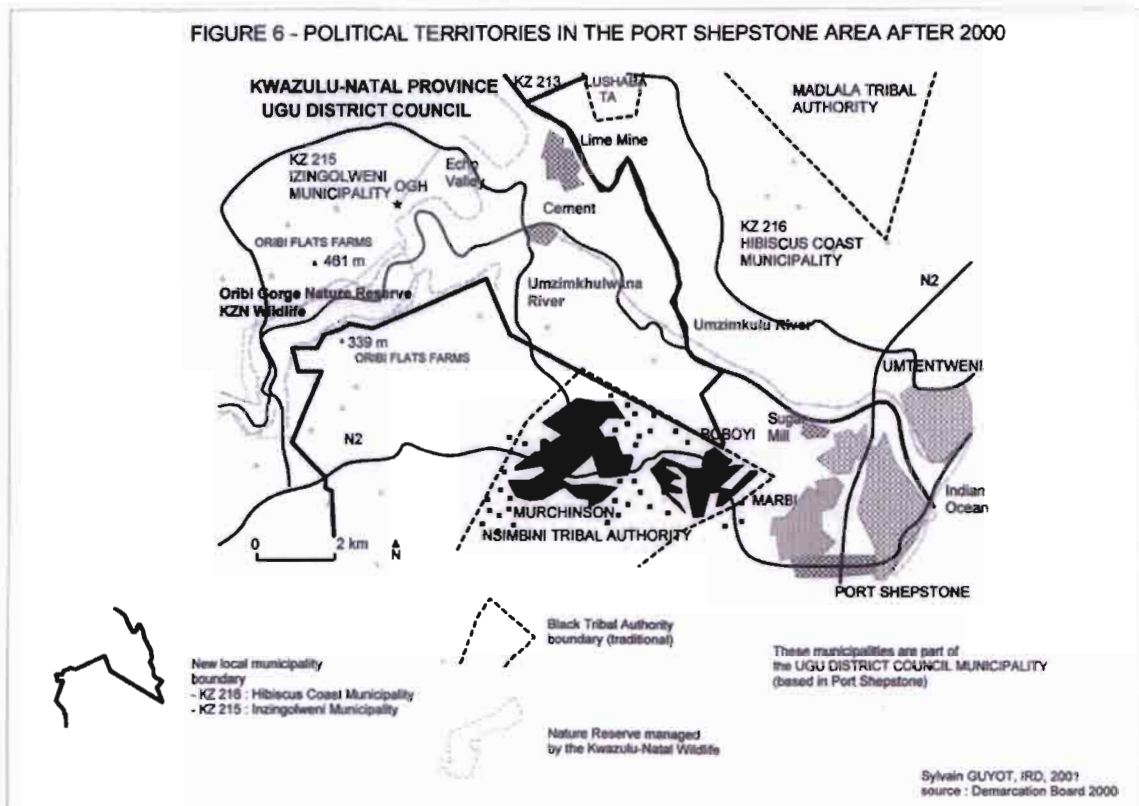 FIGURE 6 - POLITICAL TERRITORIES IN THE PORT SHEPSTONE AREA AFTER 2000
KWAZULU-NATAL PROVINCE
UGU DISTRICT COUNCIL
KZ 213
LUSHABA
TA
MADLALA TRIBAL
AUTHORITY
Lime Mine
KZ 215
IZINGOLWENI
MUNICIPALITY
OGH
Echo
Valley
Cement
KZ 216
HIBISCUS COAST
MUNICIPALITY
ORIBI FLATS FARMS
461 m
N2
Oribi Gorge Nature Reserve
KZN Wildlife
Umzimkhulwana
River
Umzimkulu River
339 m
ORIBI FLATS FARMS
UMTENTWENI
N2
BOBOYI
Sugar
Mill
MURCHINSON
MARBI
Indian
Ocean
NSIMBINI TRIBAL AUTHORITY
0 2 km
N
PORT SHEPSTONE
New local municipality
boundary
- KZ 216 : Hibiscus Coast Municipality
- KZ 215 : Inzingolweni Municipality
Black Tribal Authority
boundary (traditional)
Nature Reserve managed
by the Kwazulu-Natal Wildlife
These municipalities are part of
the UGU DISTRICT COUNCIL MUNICIPALITY
(based in Port Shepstone)
Sylvain GUYOT, IRD, 2001
source : Demarcation Board 2000